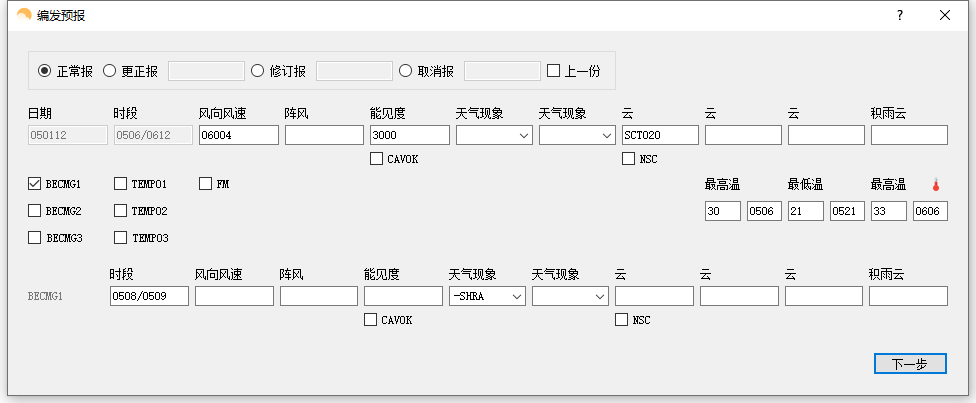 编发预报 ?
正常报 更正报 修订报 取消报 上一份
日期 时段 风向风速 阵风 能见度 天气现象 天气现象 云 云 云 积雨云
050112 0506/0612 06004 3000 SCT020
CAVOK NSC
BECMG1 TEMPO1 FM 最高温 最低温 最高温
BECMG2 TEMPO2 30 0506 21 0521 33 0606
BECMG3 TEMPO3
时段 风向风速 阵风 能见度 天气现象 天气现象 云 云 云 积雨云
BECMG1 0508/0509 -SHRA
CAVOK NSC
下一步